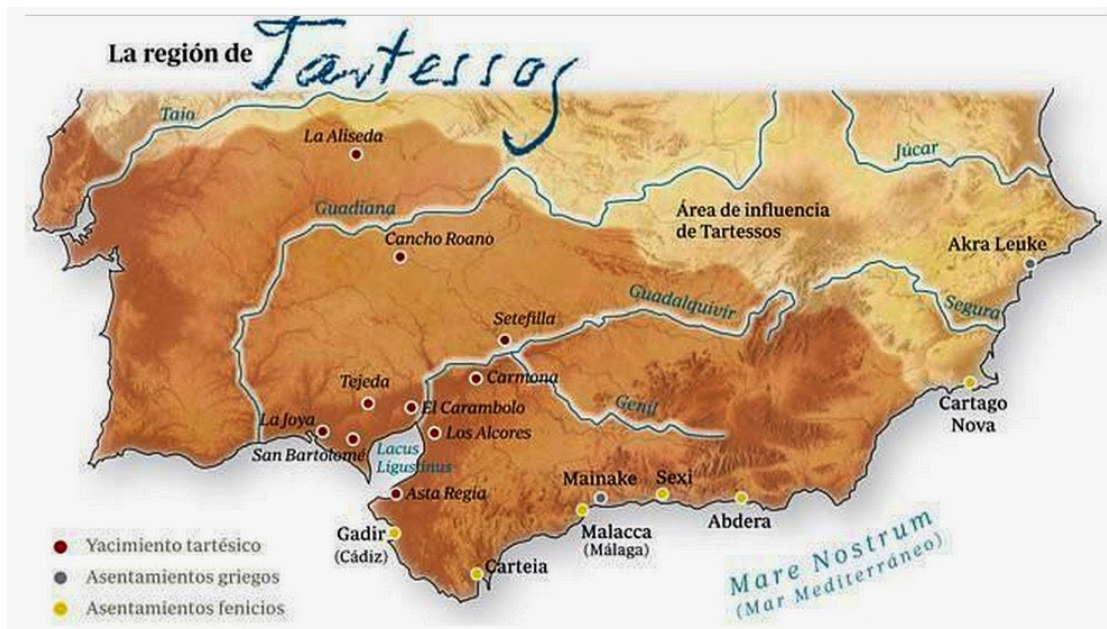 La región de Tartessos
Taio
La Aliseda
Júcar
Guadiana
Área de influencia
de Tartessos
Cancho Roano
Akra Leuke
Guadalquivir
Segura
Setefilla
Tejeda
Carmona
Cartago
Nova
El Carambolo
Genil
La Joya
Los Alcores
San Bartolomé
Lacus
Ligustinus
Mainake
Sexi
Asta Regia
Abdera
Gadir
(Cádiz)
Malacca
(Málaga)
Carteia
Mare Nostrum
(Mar Mediterráneo)
Yacimiento tartésico
Asentamientos griegos
Asentamientos fenicios